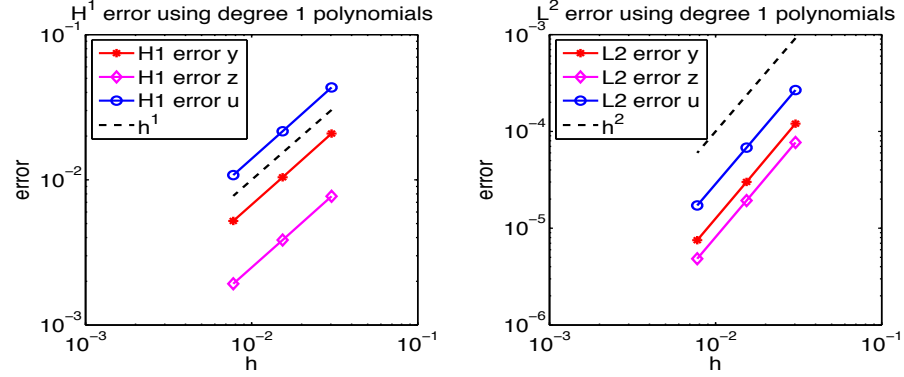 H¹ error using degree 1 polynomials
10⁻¹
10⁻²
10⁻³
error
H1 error y
H1 error z
H1 error u
h¹
10⁻³
10⁻²
10⁻¹
h
L² error using degree 1 polynomials
10⁻³
10⁻⁴
10⁻⁵
10⁻⁶
error
L2 error y
L2 error z
L2 error u
h²
10⁻³
10⁻²
10⁻¹
h